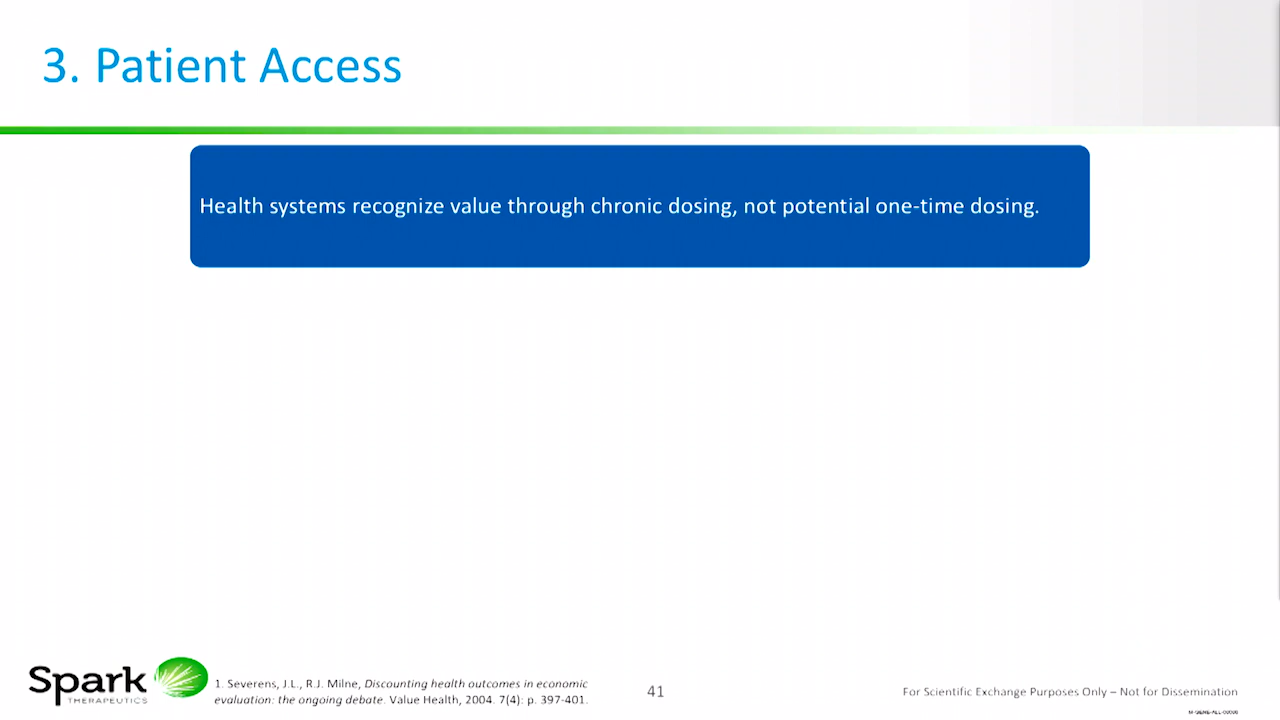 3. Patient Access
Health systems recognize value through chronic dosing, not potential one-time dosing.
Spark
THERAPEUTICS
1. Severens, J.L., R.J. Milne, Discounting health outcomes in economic
evaluation: the ongoing debate. Value Health, 2004. 7(4): p. 397-401.
41
For Scientific Exchange Purposes Only – Not for Dissemination